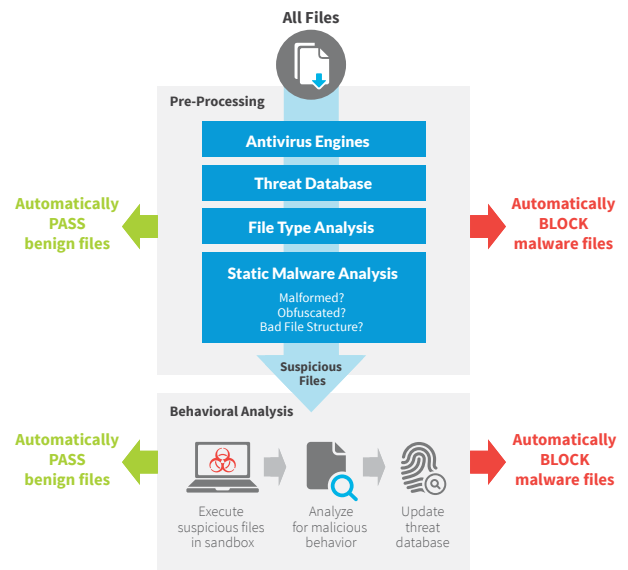 All Files
Pre-Processing
Antivirus Engines
Threat Database
File Type Analysis
Static Malware Analysis
Malformed?
Obfuscated?
Bad File Structure?
Automatically
PASS
benign files
Automatically
BLOCK
malware files
Suspicious
Files
Behavioral Analysis
Automatically
PASS
benign files
Execute
suspicious files
in sandbox
Analyze
for malicious
behavior
Update
threat
database
Automatically
BLOCK
malware files